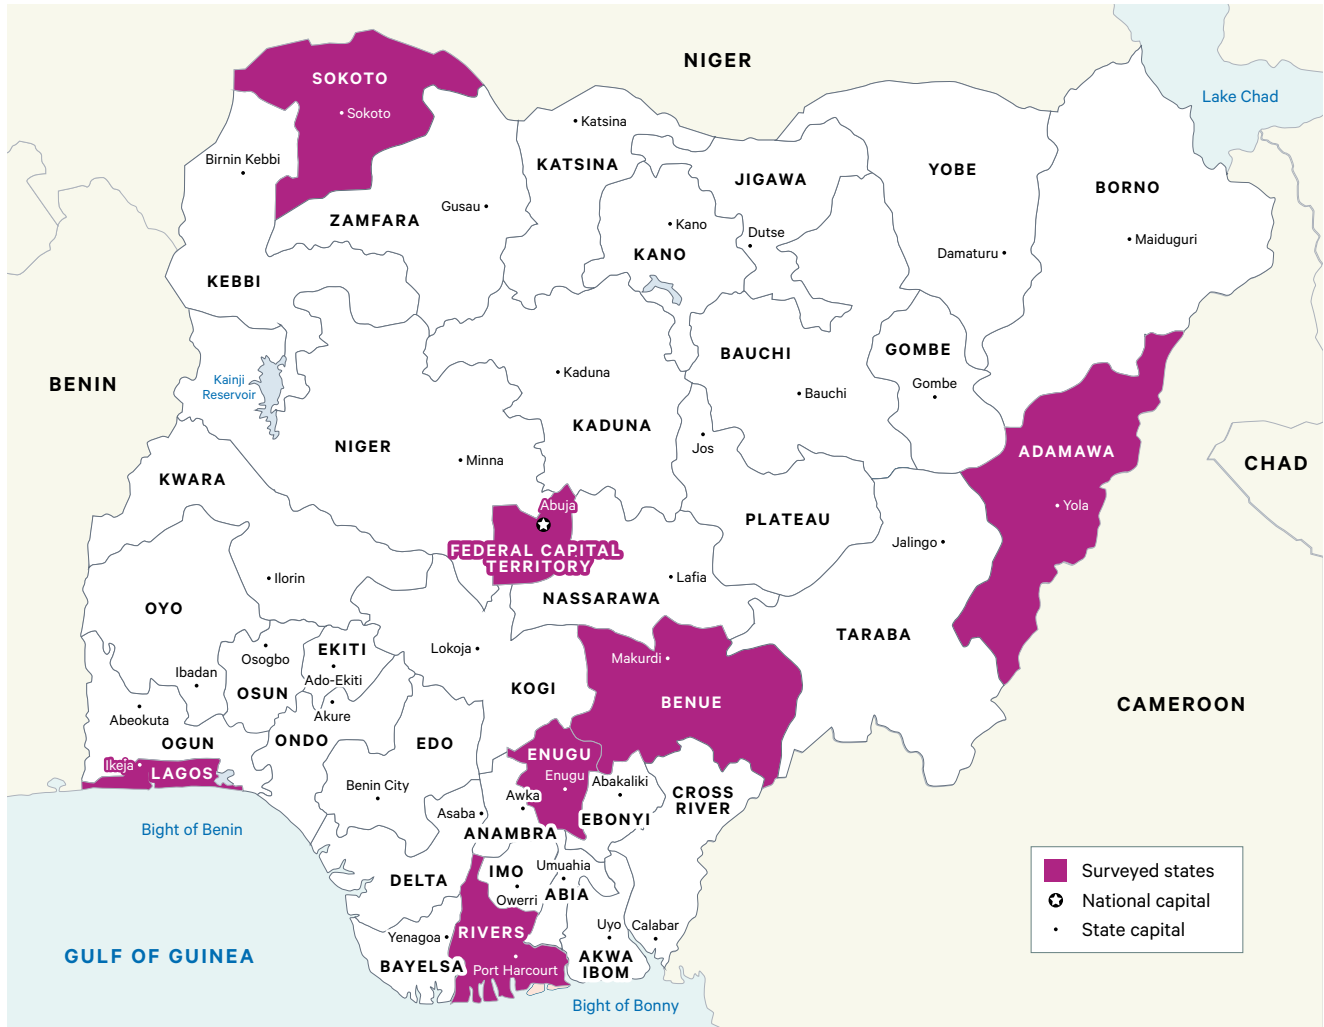 NIGER
Lake Chad
SOKOTO
Sokoto
Katsina
KATSINA
Birnin Kebbi
JIGAWA
YOBE
BORNO
Gusau
ZAMFARA
Kano
KANO
Dutse
Damaturu
Maiduguri
KEBBI
BENIN
Kainji
Reservoir
Kaduna
KADUNA
BAUCHI
Bauchi
GOMBE
Gombe
NIGER
Minna
Jos
ADAMAWA
Yola
CHAD
KWARA
Abuja
FEDERAL CAPITAL
TERRITORY
PLATEAU
Jalingo
Ilorin
Lafia
NASSARAWA
OYO
TARABA
EKITI
Ado-Ekiti
Osogbo
OSUN
Ibadan
Lokoja
KOGI
Makurdi
BENUE
CAMEROON
Abeokuta
Akure
OGUN
ONDO
EDO
Ikeja
LAGOS
ENUGU
Enugu
Benin City
Abakaliki
EBONYI
CROSS
RIVER
Awka
Asaba
ANAMBRA
Bight of Benin
DELTA
IMO
Owerri
Umuahia
ABIA
RIVERS
Port Harcourt
Yenagoa
BAYELSA
Uyo
Calabar
AKWA
IBOM
GULF OF GUINEA
Bight of Bonny
Surveyed states
National capital
State capital